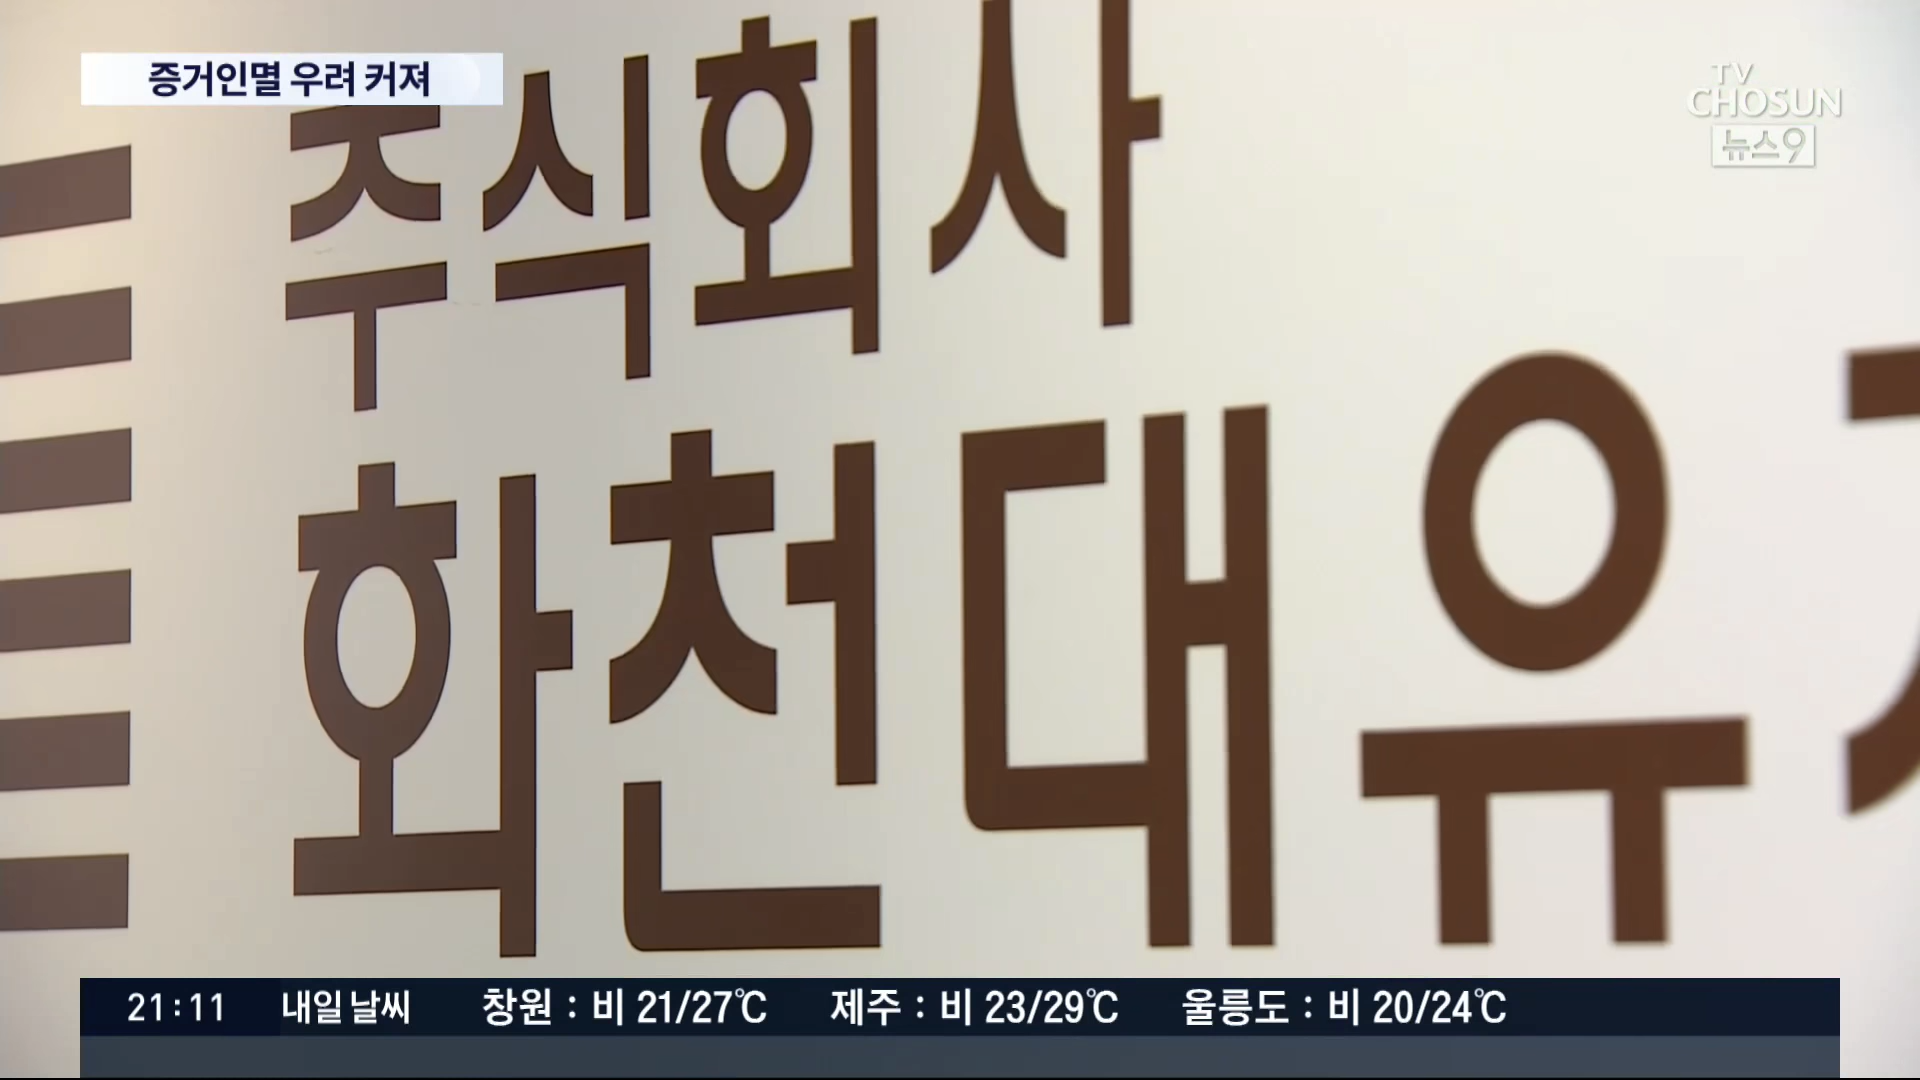 증거인멸 우려 커져
TV
CHOSUN
뉴스9
주식회사
화천대유
21:11 내일 날씨 창원 : 비 21/27℃ 제주 : 비 23/29℃ 울릉도 : 비 20/24℃